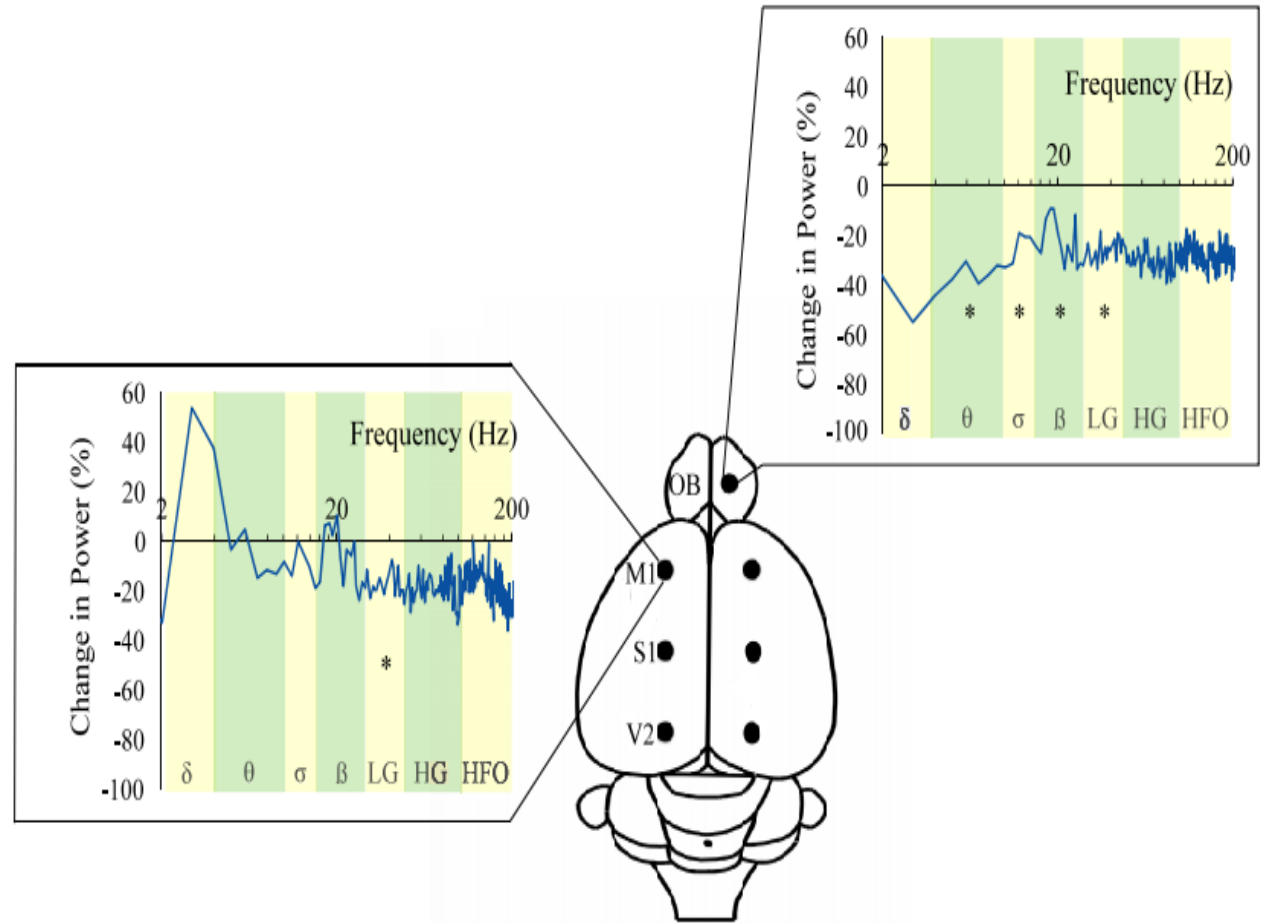 60
40
20
0
-20
-40
-60
-80
-100
Change in Power (%)
Frequency (Hz)
2 20 200
* * * *
δ θ σ ß LG HG HFO
60
40
20
0
-20
-40
-60
-80
-100
Change in Power (%)
Frequency (Hz)
2 20 200
*
δ θ σ ß LG HG HFO
OB
M1
S1
V2